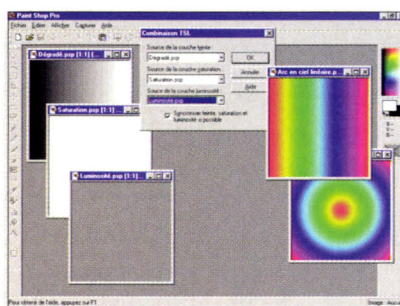 Paint Shop Pro
Fichier Editer Afficher Capturer Aide
Dégradé.psp [1:1] (...
Saturation.psp [1:1]...
Luminosité.psp [1:1]...
Combinaison TSL
Source de la couche teinte :
Dégradé.psp
Source de la couche saturation :
Saturation.psp
Source de la couche luminosité :
Luminosité.psp
Synchroniser teinte, saturation et
luminosité si possible
OK
Annuler
Aide
Arc en ciel linéaire.p...
Pour obtenir de l'aide, appuyez sur F1
Image : Aucu